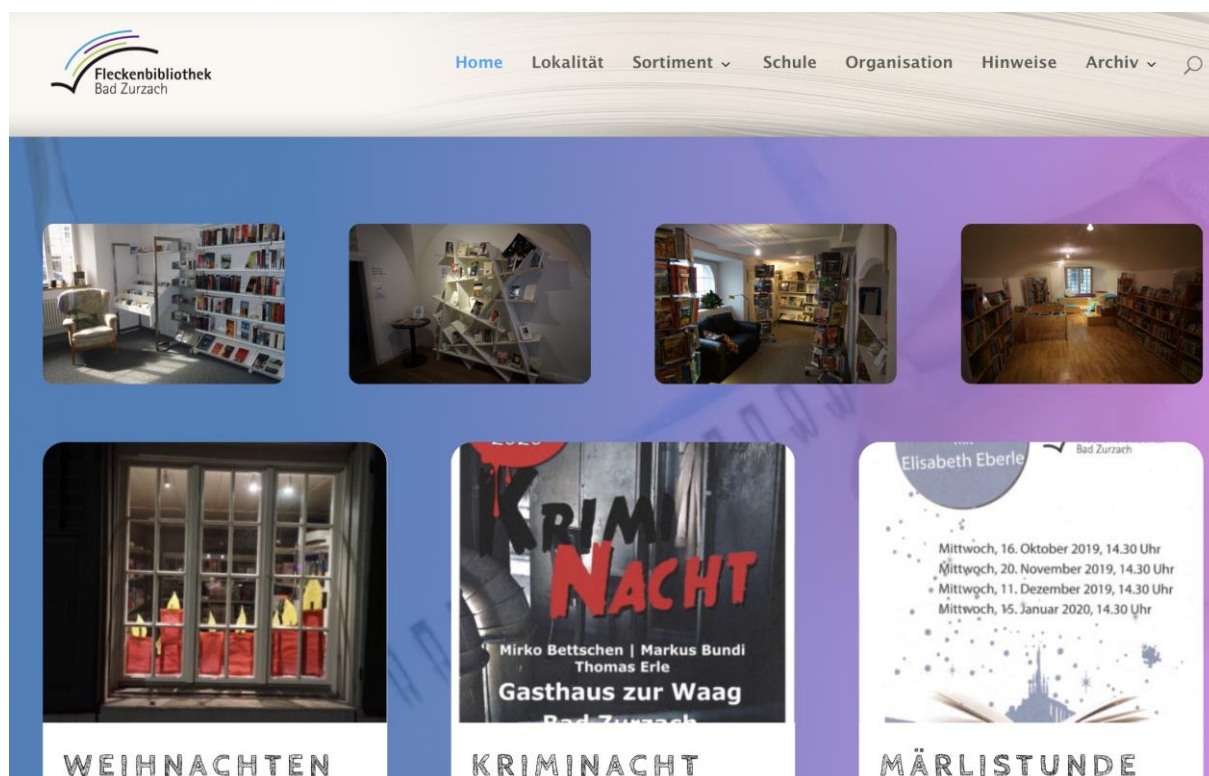 Fleckenbibliothek
Bad Zurzach
Home Lokalität Sortiment Schule Organisation Hinweise Archiv
KRIMI
NACHT
Mirko Bettschen | Markus Bundi
Thomas Erle
Gasthaus zur Waag
Bad Zurzach
Elisabeth Eberle
Bad Zurzach
Mittwoch, 16. Oktober 2019, 14.30 Uhr
Mittwoch, 20. November 2019, 14.30 Uhr
Mittwoch, 11. Dezember 2019, 14.30 Uhr
Mittwoch, 15. Januar 2020, 14.30 Uhr
WEIHNACHTEN
KRIMINACHT
MÄRLISTUNDE